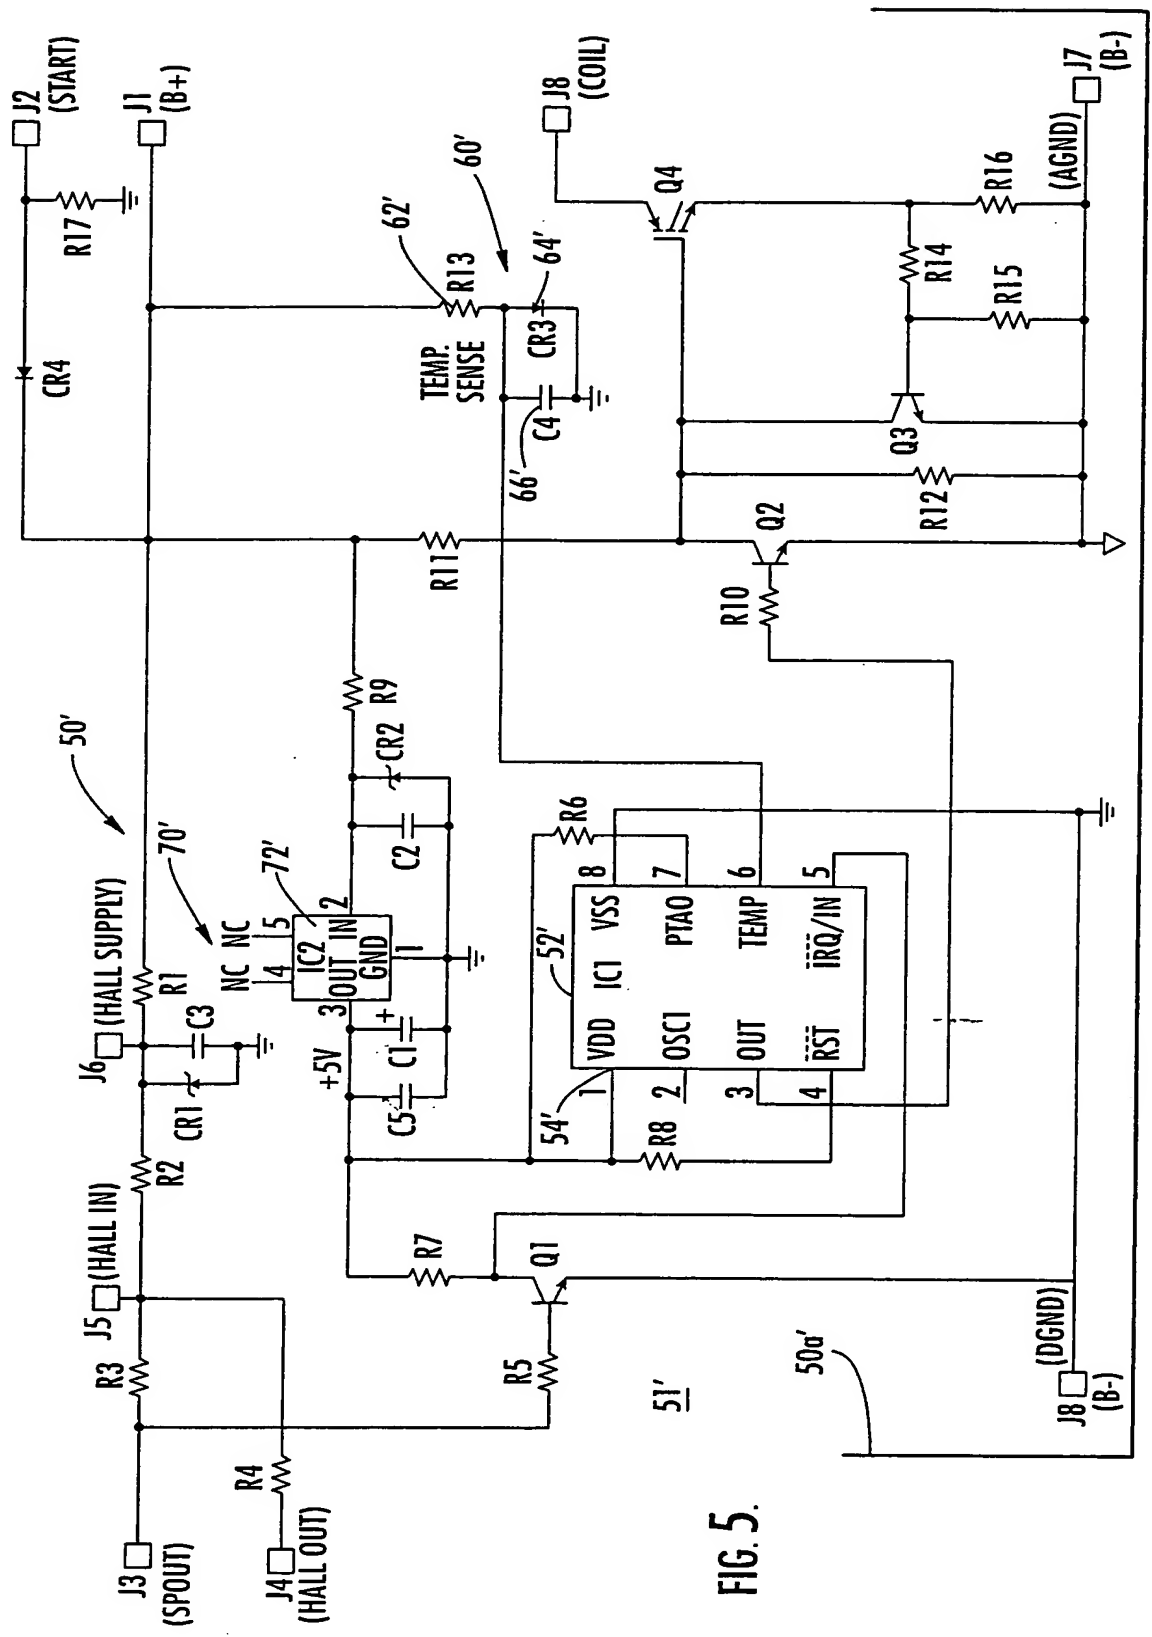 J3
(SPOUT)
J4
(HALL OUT)
R4
R3
J5
(HALL IN)
R2
CR1
C3
J6
(HALL SUPPLY)
R1
50'
70'
NC
NC
4
5
IC2
72'
3
OUT
IN
2
GND
1
+5V
+
C1
C5
C2
CR2
R9
CR4
R17
J2
(START)
J1
(B+)
R11
TEMP.
SENSE
62'
R13
60'
64'
CR3
C4
66'
J8
(COIL)
Q4
R5
R7
Q1
54'
52'
R6
R8
1
VDD
IC1
VSS
8
2
OSC1
PTAO
7
3
OUT
TEMP
6
4
RST
IRQ/IN
5
R10
Q2
R12
Q3
R14
R15
R16
(AGND)
J7
(B-)
51'
50a'
(DGND)
J8
(B-)
FIG. 5.